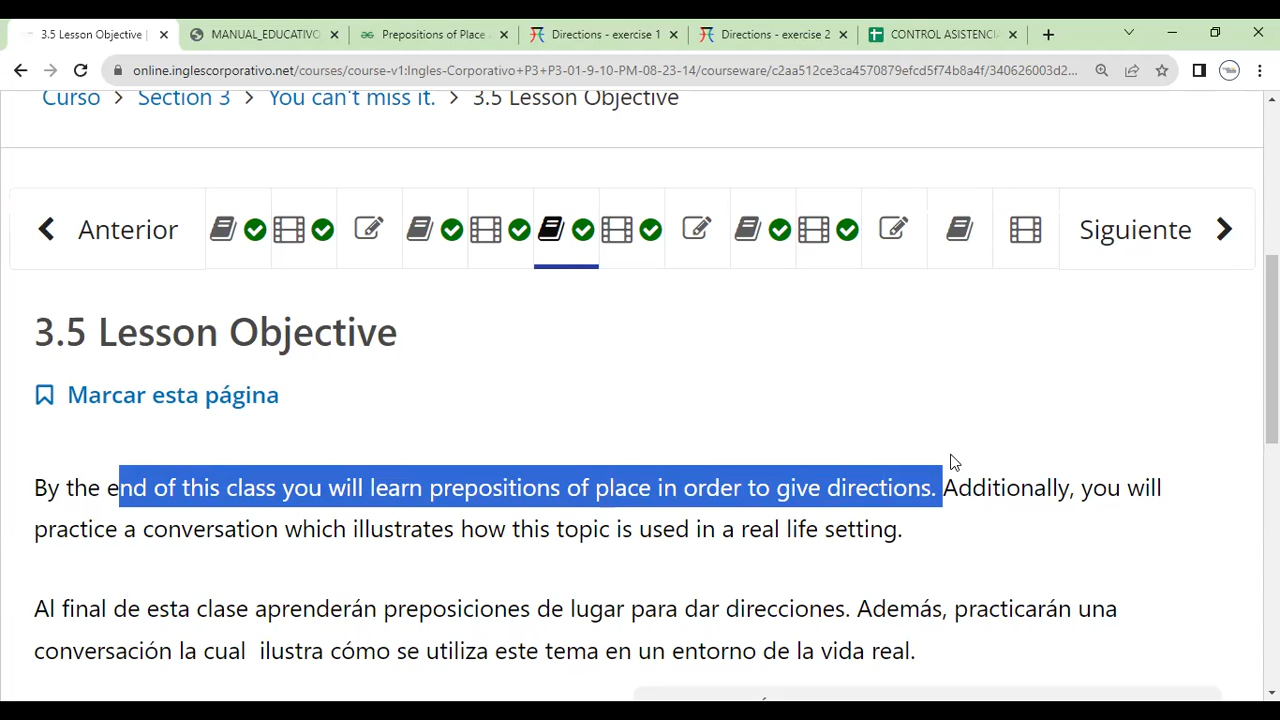 3.5 Lesson Objective |
MANUAL_EDUCATIVO
Prepositions of Place
Directions - exercise 1
Directions - exercise 2
CONTROL ASISTENCIA
online.inglescorporativo.net/courses/course-v1:Ingles-Corporativo+P3+P3-01-9-10-PM-08-23-14/courseware/c2aa512ce3ca4570879efcd5f74b8a4f/340626003d2...
Curso > Section 3 > You can't miss it. > 3.5 Lesson Objective
Anterior
Siguiente
3.5 Lesson Objective
Marcar esta página
By the end of this class you will learn prepositions of place in order to give directions. Additionally, you will
practice a conversation which illustrates how this topic is used in a real life setting.
Al final de esta clase aprenderán preposiciones de lugar para dar direcciones. Además, practicarán una
conversación la cual ilustra cómo se utiliza este tema en un entorno de la vida real.